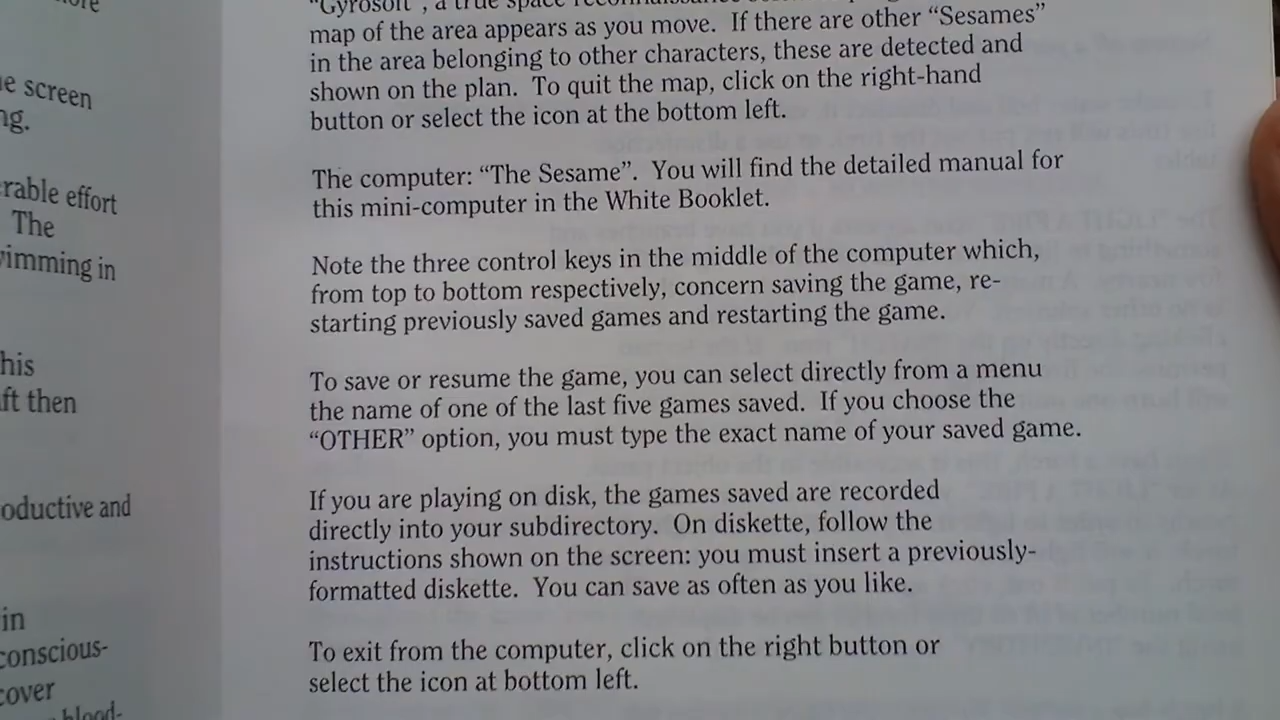 ne screen
ng.
rable effort
The
vimming in
his
ft then
oductive and
in
conscious-
cover
blood-
"Gyrosoft", a true space
map of the area appears as you move. If there are other “Sesames”
in the area belonging to other characters, these are detected and
shown on the plan. To quit the map, click on the right-hand
button or select the icon at the bottom left.
The computer: “The Sesame”. You will find the detailed manual for
this mini-computer in the White Booklet.
Note the three control keys in the middle of the computer which,
from top to bottom respectively, concern saving the game, re-
starting previously saved games and restarting the game.
To save or resume the game, you can select directly from a menu
the name of one of the last five games saved. If you choose the
“OTHER” option, you must type the exact name of your saved game.
If you are playing on disk, the games saved are recorded
directly into your subdirectory. On diskette, follow the
instructions shown on the screen: you must insert a previously-
formatted diskette. You can save as often as you like.
To exit from the computer, click on the right button or
select the icon at bottom left.